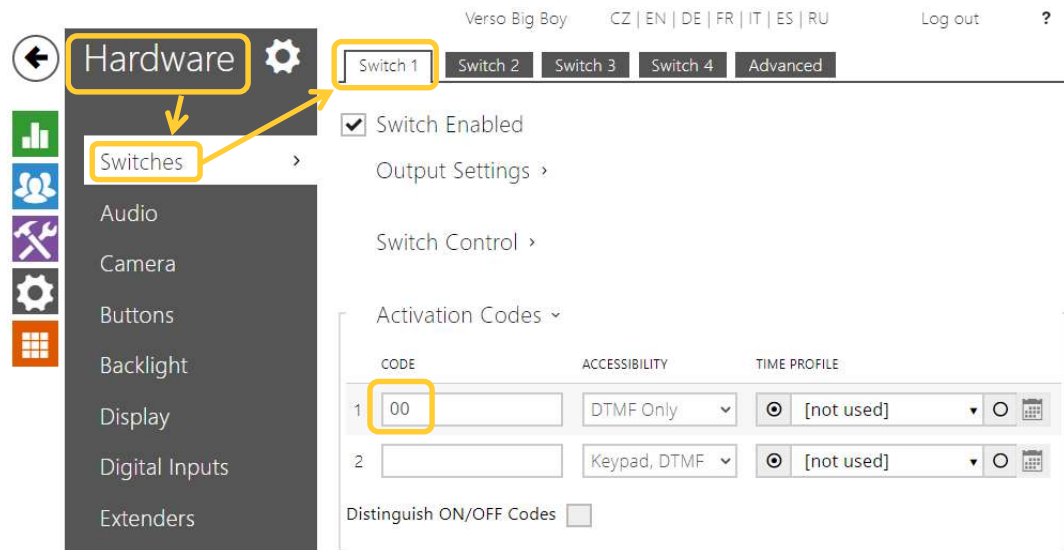 Verso Big Boy CZ | EN | DE | FR | IT | ES | RU Log out ?
Hardware
Switch 1 Switch 2 Switch 3 Switch 4 Advanced
Switch Enabled
Switches
Output Settings
Audio
Switch Control
Camera
Buttons
Activation Codes
Backlight
CODE ACCESSIBILITY TIME PROFILE
Display
1 00 DTMF Only [not used]
Digital Inputs
2 Keypad, DTMF [not used]
Extenders
Distinguish ON/OFF Codes